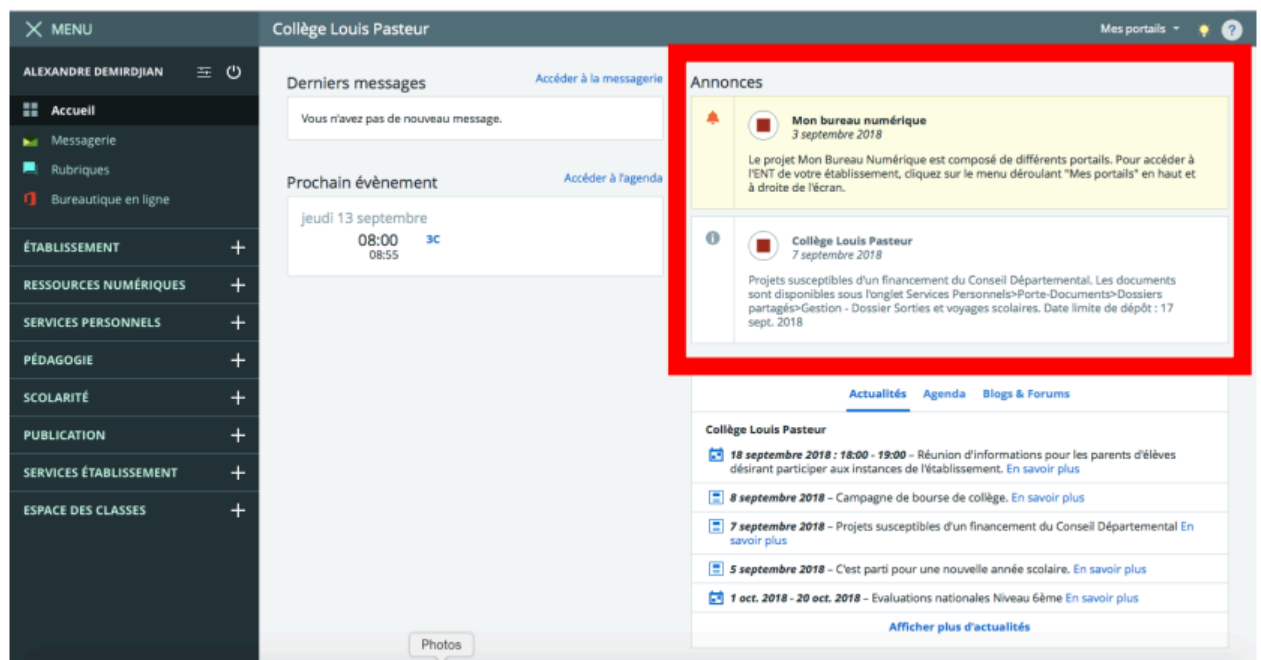 MENU
Collège Louis Pasteur
Mes portails
?
ALEXANDRE DEMIRDJIAN
Accueil
Messagerie
Rubriques
Bureautique en ligne
ÉTABLISSEMENT
RESSOURCES NUMÉRIQUES
SERVICES PERSONNELS
PÉDAGOGIE
SCOLARITÉ
PUBLICATION
SERVICES ÉTABLISSEMENT
ESPACE DES CLASSES
Derniers messages
Accéder à la messagerie
Vous n'avez pas de nouveau message.
Prochain évènement
Accéder à l'agenda
jeudi 13 septembre
08:00 3C
08:55
Annonces
Mon bureau numérique
3 septembre 2018
Le projet Mon Bureau Numérique est composé de différents portails. Pour accéder à
l'ENT de votre établissement, cliquez sur le menu déroulant "Mes portails" en haut et
à droite de l'écran.
Collège Louis Pasteur
7 septembre 2018
Projets susceptibles d'un financement du Conseil Départemental. Les documents
sont disponibles sous l'onglet Services Personnels>Porte-Documents>Dossiers
partagés>Gestion - Dossier Sorties et voyages scolaires. Date limite de dépôt : 17
sept. 2018
Actualités Agenda Blogs & Forums
Collège Louis Pasteur
18 septembre 2018 : 18:00 - 19:00 – Réunion d'informations pour les parents d'élèves
désirant participer aux instances de l'établissement. En savoir plus
8 septembre 2018 – Campagne de bourse de collège. En savoir plus
7 septembre 2018 – Projets susceptibles d'un financement du Conseil Départemental En
savoir plus
5 septembre 2018 – C'est parti pour une nouvelle année scolaire. En savoir plus
1 oct. 2018 - 20 oct. 2018 – Evaluations nationales Niveau 6ème En savoir plus
Afficher plus d'actualités
Photos